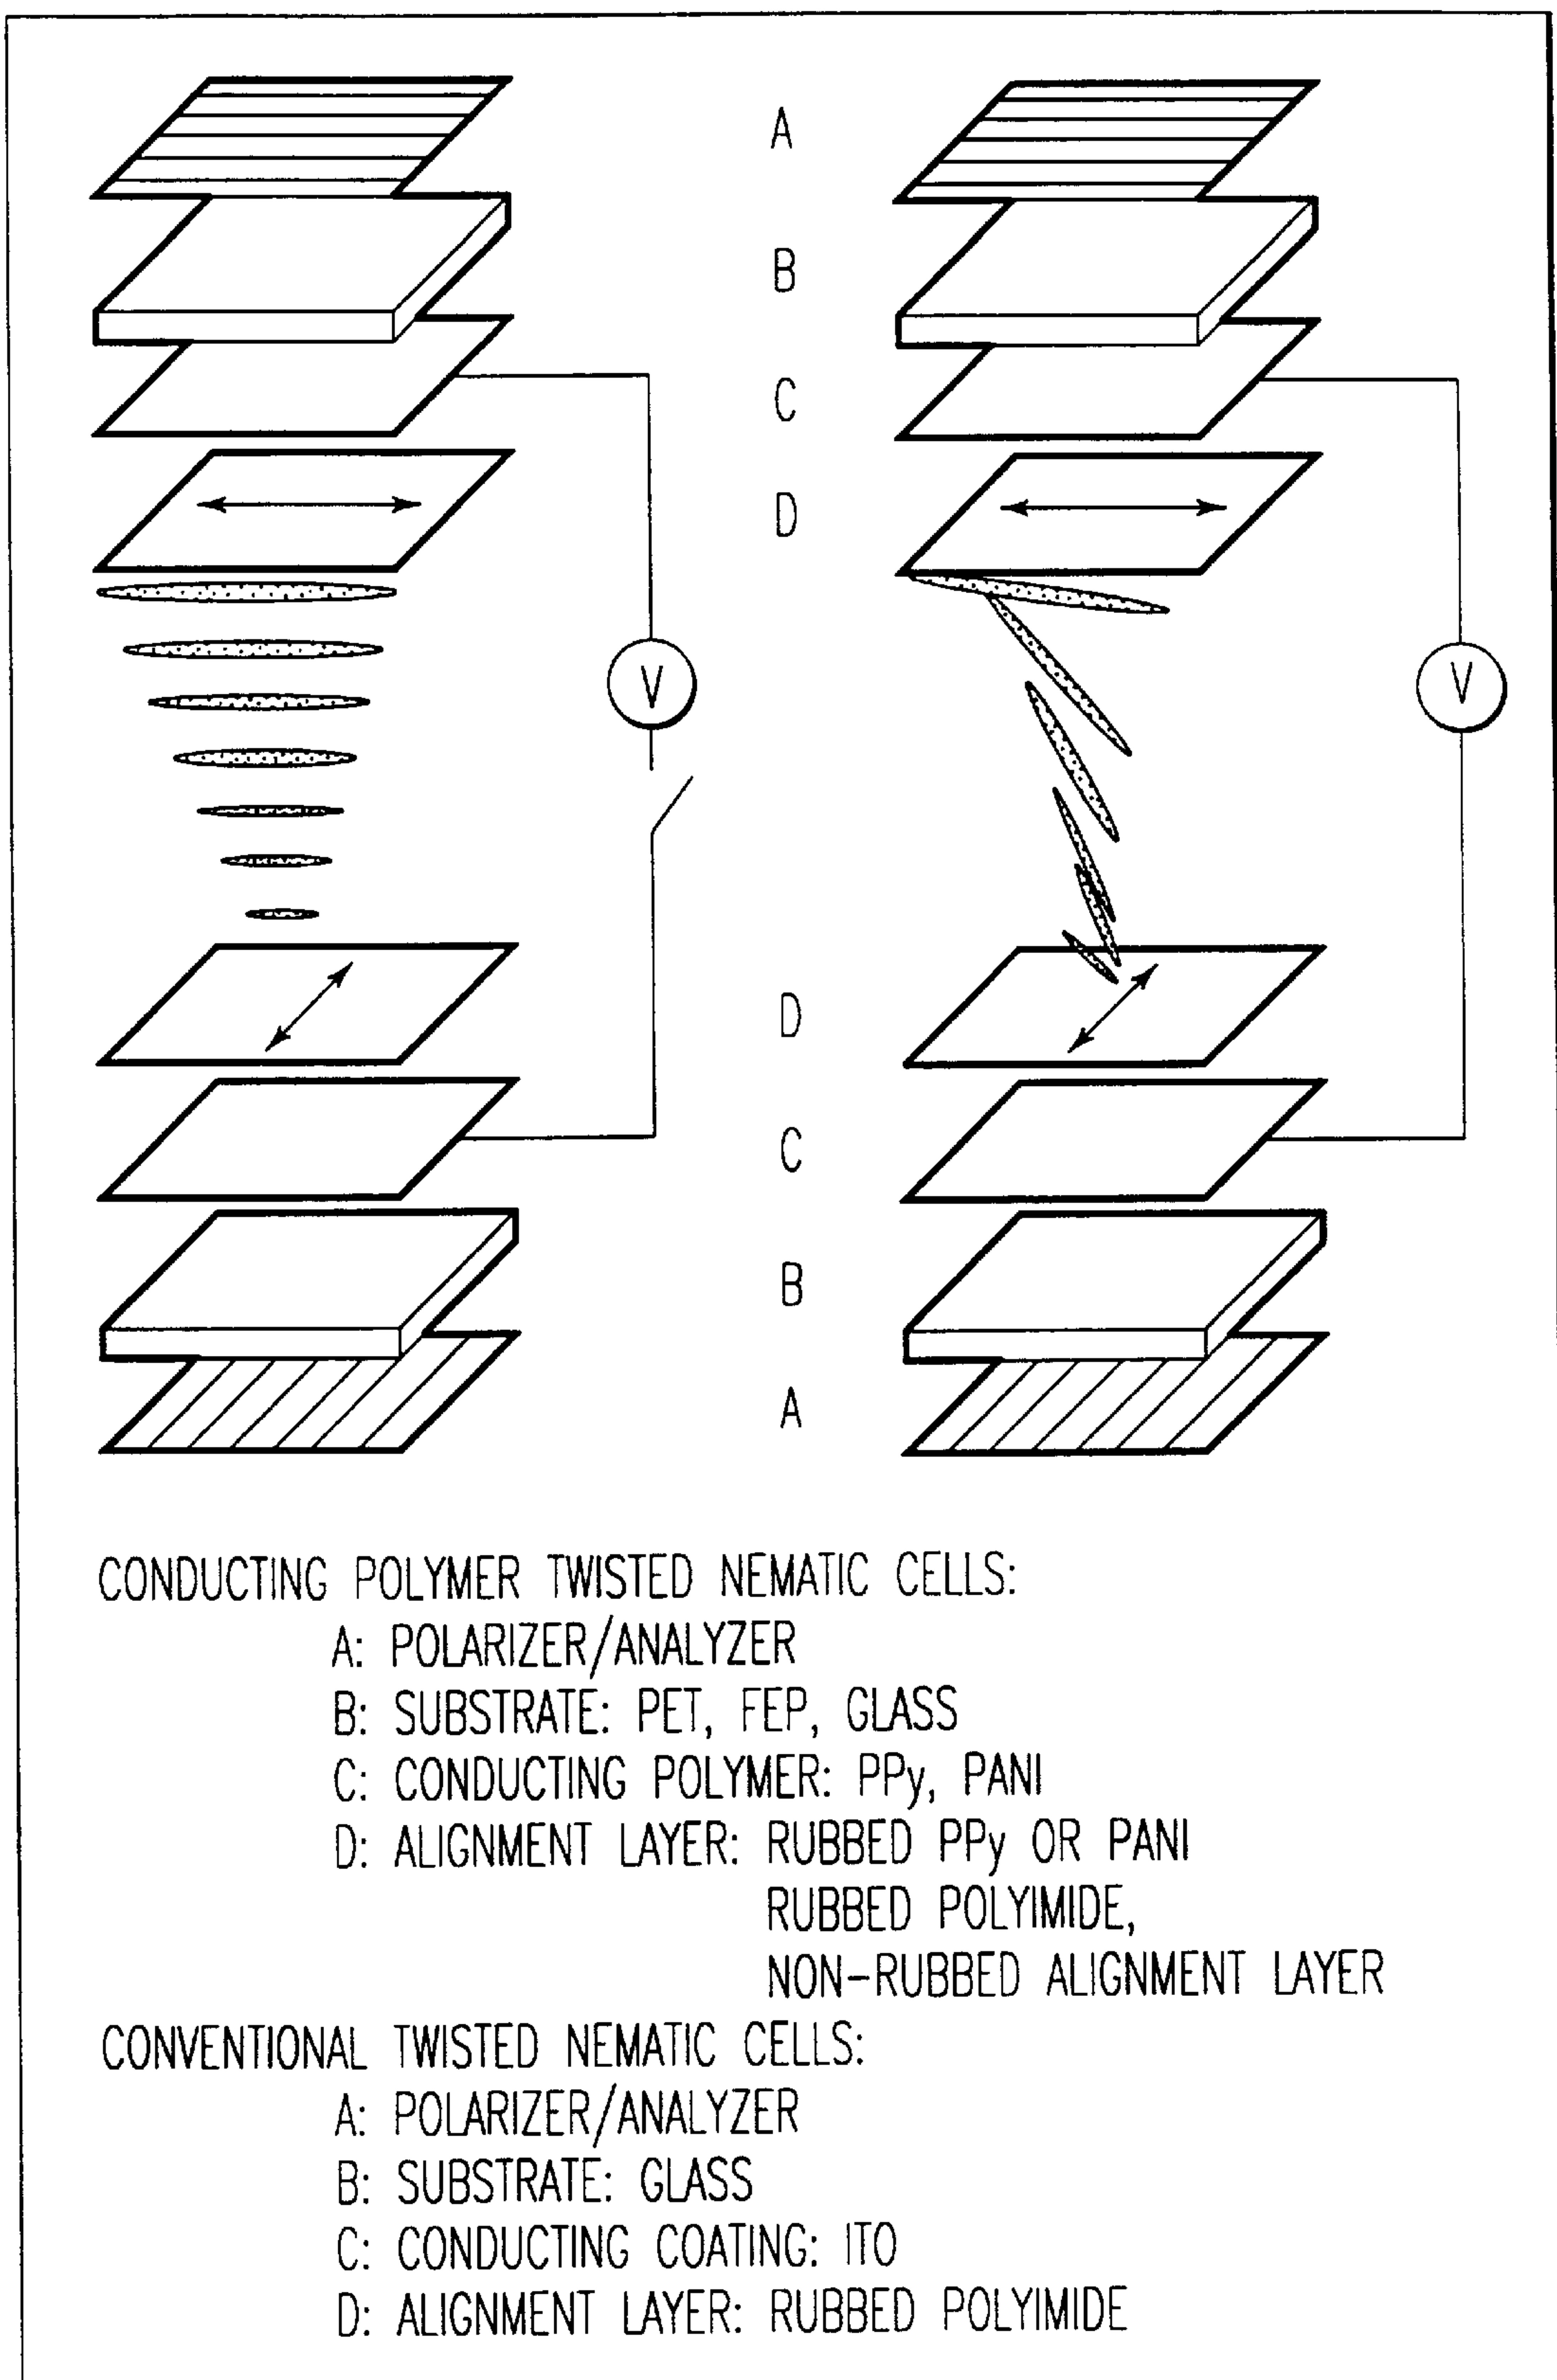 A
B
C
D
V
V
D
C
B
A
CONDUCTING POLYMER TWISTED NEMATIC CELLS:
A: POLARIZER/ANALYZER
B: SUBSTRATE: PET, FEP, GLASS
C: CONDUCTING POLYMER: PPy, PANI
D: ALIGNMENT LAYER: RUBBED PPy OR PANI
RUBBED POLYIMIDE,
NON-RUBBED ALIGNMENT LAYER
CONVENTIONAL TWISTED NEMATIC CELLS:
A: POLARIZER/ANALYZER
B: SUBSTRATE: GLASS
C: CONDUCTING COATING: ITO
D: ALIGNMENT LAYER: RUBBED POLYIMIDE